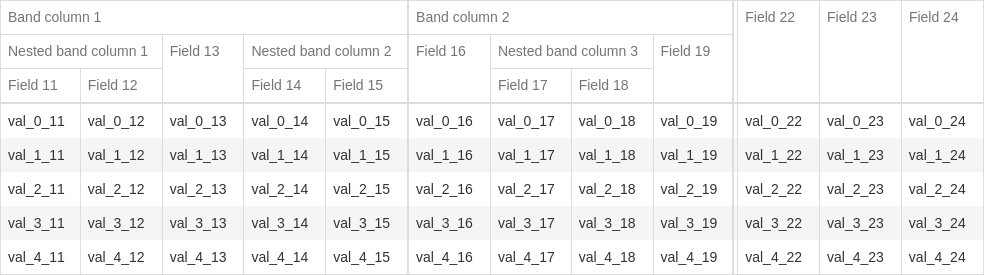 Band column 1 Band column 2 Field 22 Field 23 Field 24
Nested band column 1 Field 13 Nested band column 2 Field 16 Nested band column 3 Field 19
Field 11 Field 12 Field 14 Field 15 Field 17 Field 18
val_0_11 val_0_12 val_0_13 val_0_14 val_0_15 val_0_16 val_0_17 val_0_18 val_0_19 val_0_22 val_0_23 val_0_24
val_1_11 val_1_12 val_1_13 val_1_14 val_1_15 val_1_16 val_1_17 val_1_18 val_1_19 val_1_22 val_1_23 val_1_24
val_2_11 val_2_12 val_2_13 val_2_14 val_2_15 val_2_16 val_2_17 val_2_18 val_2_19 val_2_22 val_2_23 val_2_24
val_3_11 val_3_12 val_3_13 val_3_14 val_3_15 val_3_16 val_3_17 val_3_18 val_3_19 val_3_22 val_3_23 val_3_24
val_4_11 val_4_12 val_4_13 val_4_14 val_4_15 val_4_16 val_4_17 val_4_18 val_4_19 val_4_22 val_4_23 val_4_24